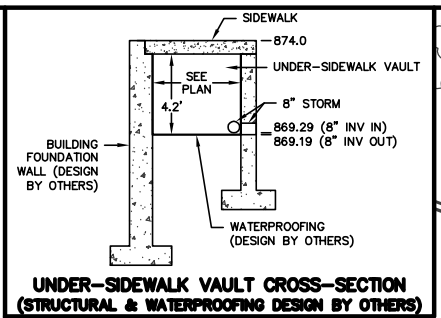 SIDEWALK
874.0
UNDER-SIDEWALK VAULT
SEE
PLAN
4.2'
8" STORM
869.29 (8" INV IN)
869.19 (8" INV OUT)
BUILDING
FOUNDATION
WALL (DESIGN
BY OTHERS)
WATERPROOFING
(DESIGN BY OTHERS)
UNDER-SIDEWALK VAULT CROSS-SECTION
(STRUCTURAL & WATERPROOFING DESIGN BY OTHERS)